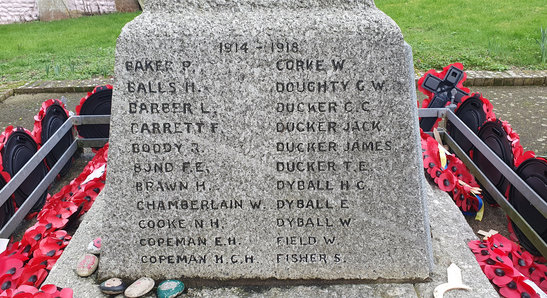 1914 - 1918
BAKER P.
BALLS H.
BARBER L.
BARRETT F.
BODDY R.
BOND F.E.
BRAWN H.
CHAMBERLAIN W.
COOKE N.H.
COPEMAN E.H.
COPEMAN H.G.H.
CORKE W.
DOUGHTY G.W.
DUCKER C.C.
DUCKER JACK
DUCKER JAMES
DUCKER T.E.
DYBALL H.C.
DYBALL E.
DYBALL W.
FIELD W.
FISHER S.